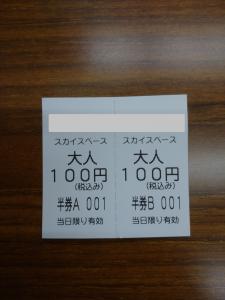 スカイスペース
大人
100円
(税込み)
半券A 001
当日限り有効
スカイスペース
大人
100円
(税込み)
半券B 001
当日限り有効